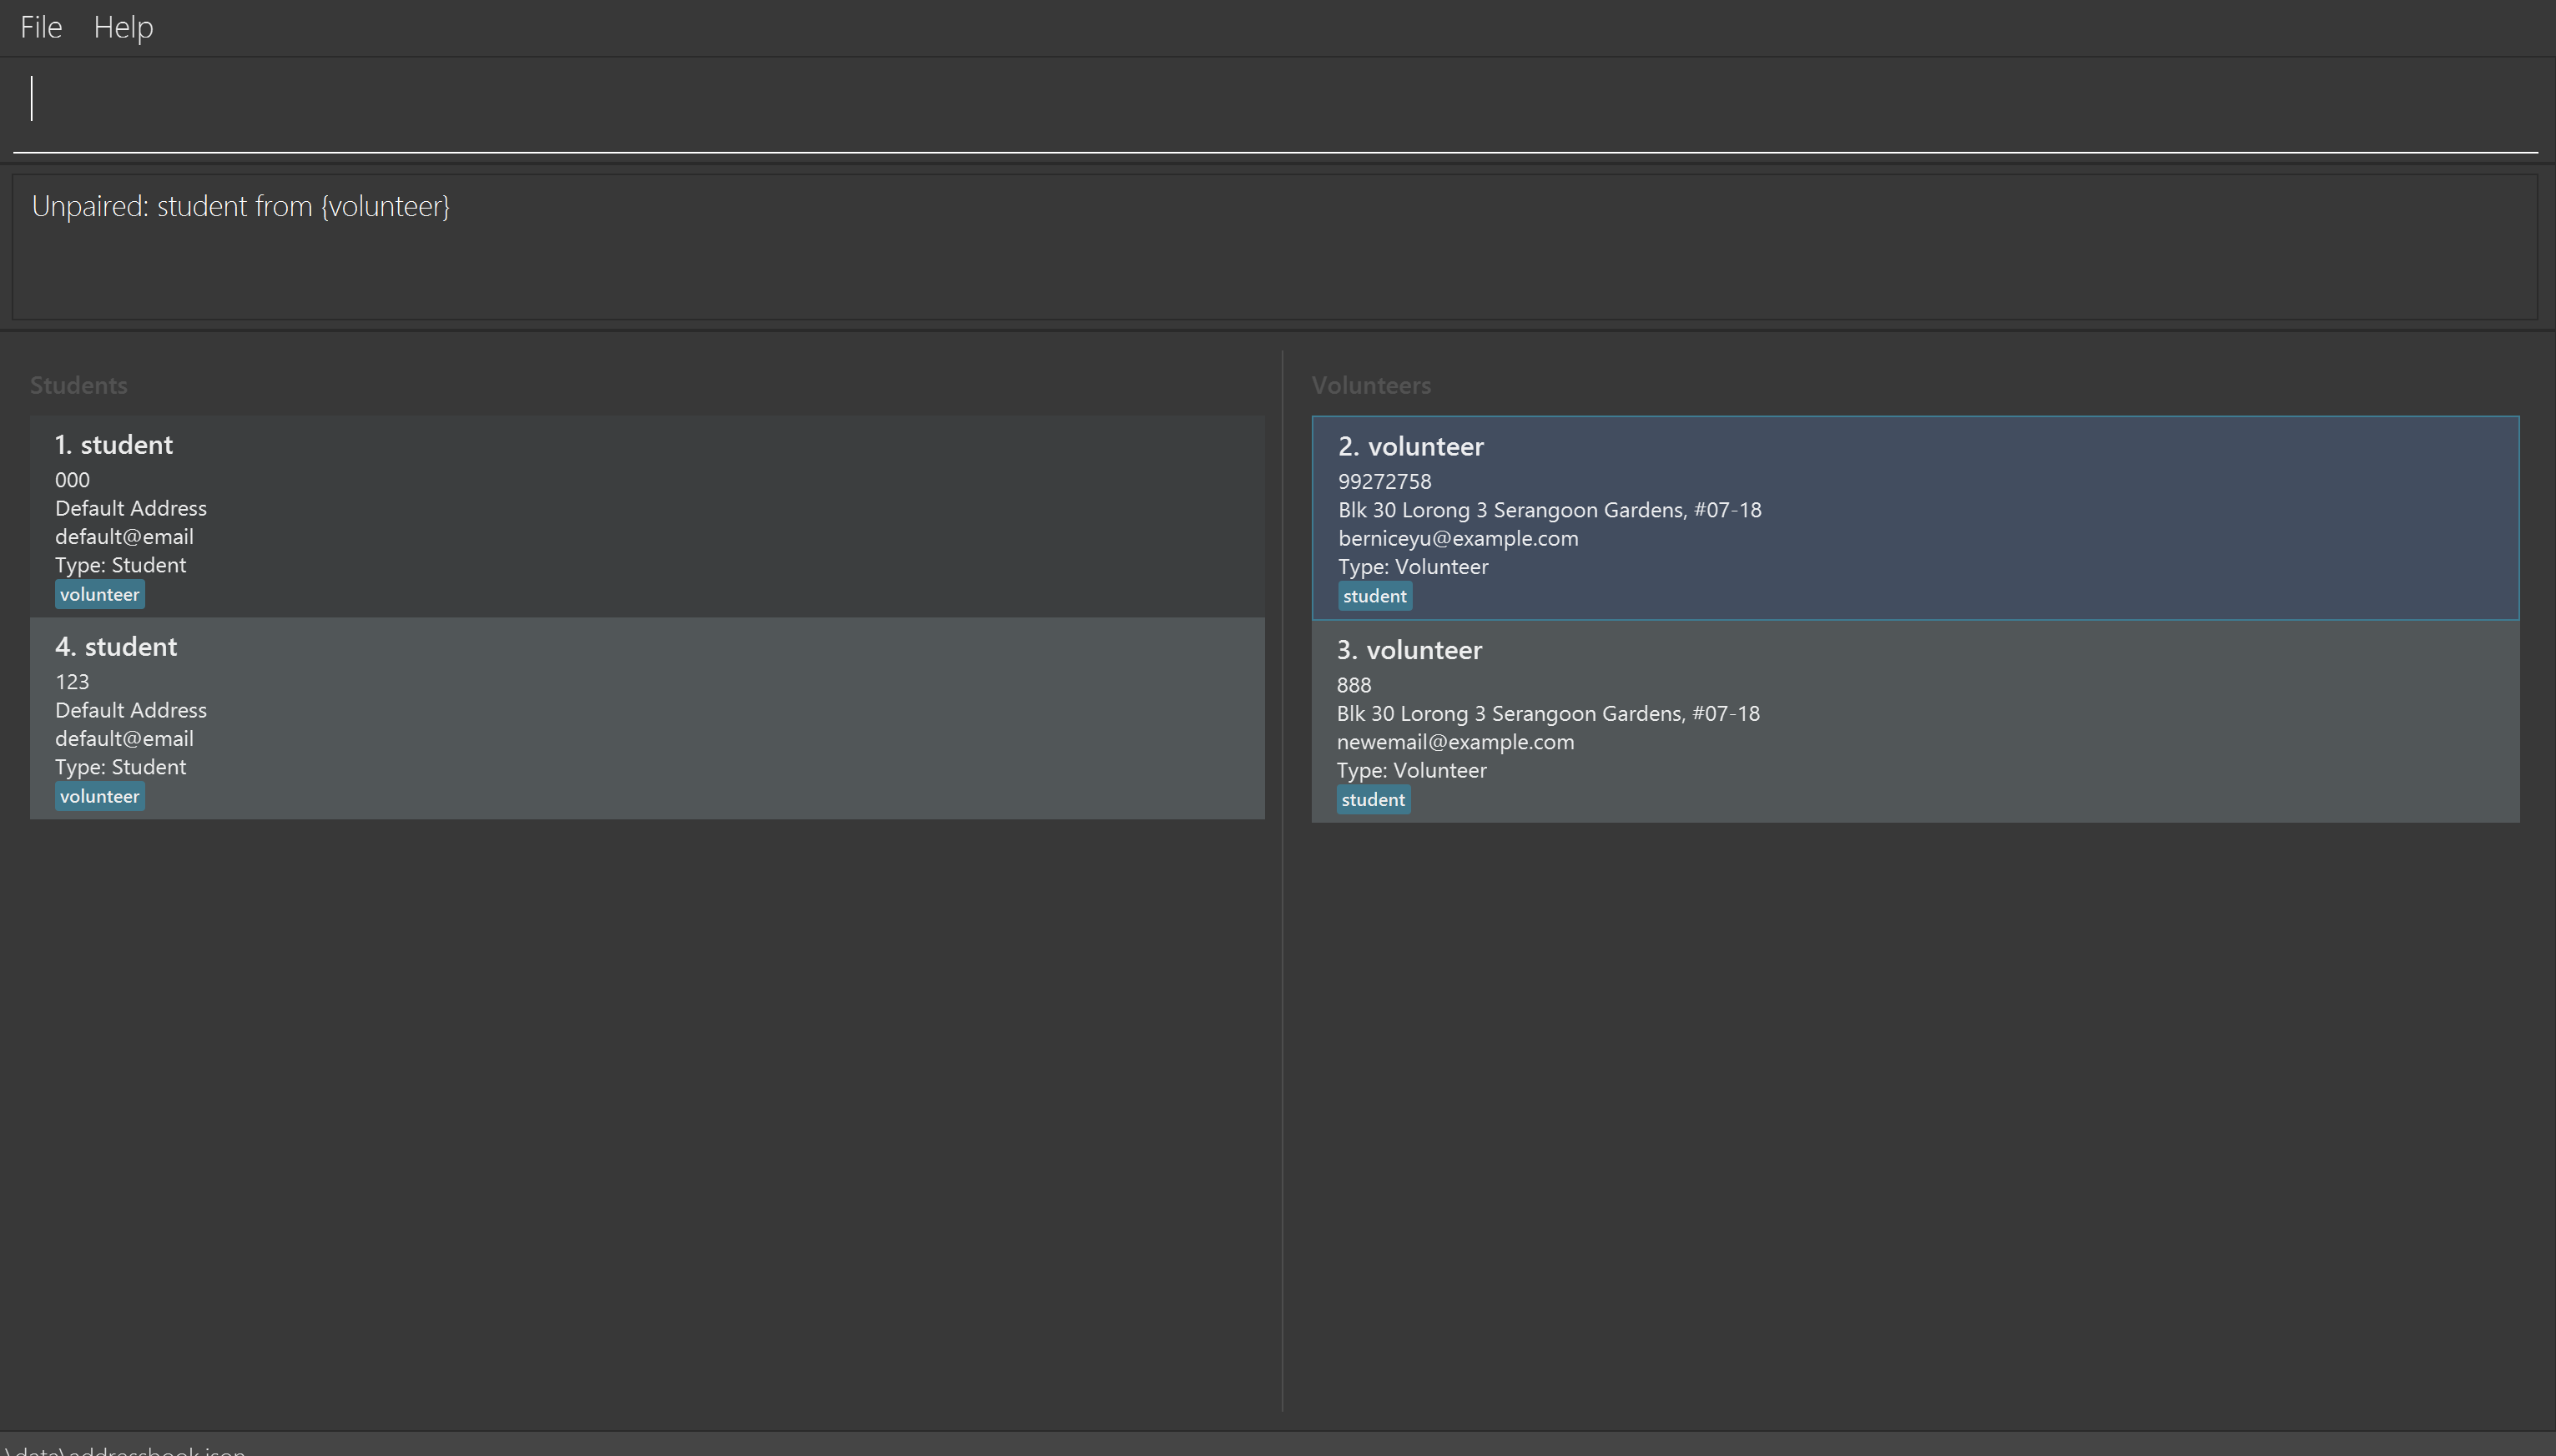 File Help
Unpaired: student from {volunteer}
Students
1. student
000
Default Address
default@email
Type: Student
volunteer
4. student
123
Default Address
default@email
Type: Student
volunteer
Volunteers
2. volunteer
99272758
Blk 30 Lorong 3 Serangoon Gardens, #07-18
berniceyu@example.com
Type: Volunteer
student
3. volunteer
888
Blk 30 Lorong 3 Serangoon Gardens, #07-18
newemail@example.com
Type: Volunteer
student
\data\addressbook.json